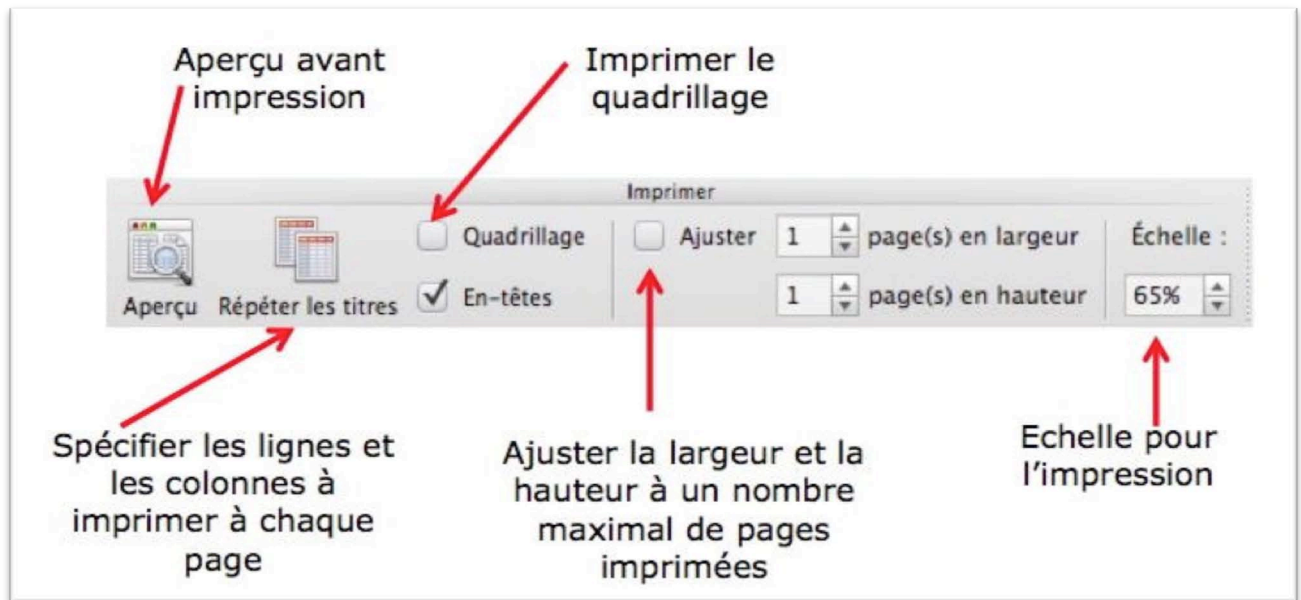 Aperçu avant
impression
Imprimer le
quadrillage
Imprimer
Quadrillage
Ajuster
1
page(s) en largeur
Échelle :
Aperçu
Répéter les titres
En-têtes
1
page(s) en hauteur
65%
Spécifier les lignes et
les colonnes à
imprimer à chaque
page
Ajuster la largeur et la
hauteur à un nombre
maximal de pages
imprimées
Echelle pour
l'impression